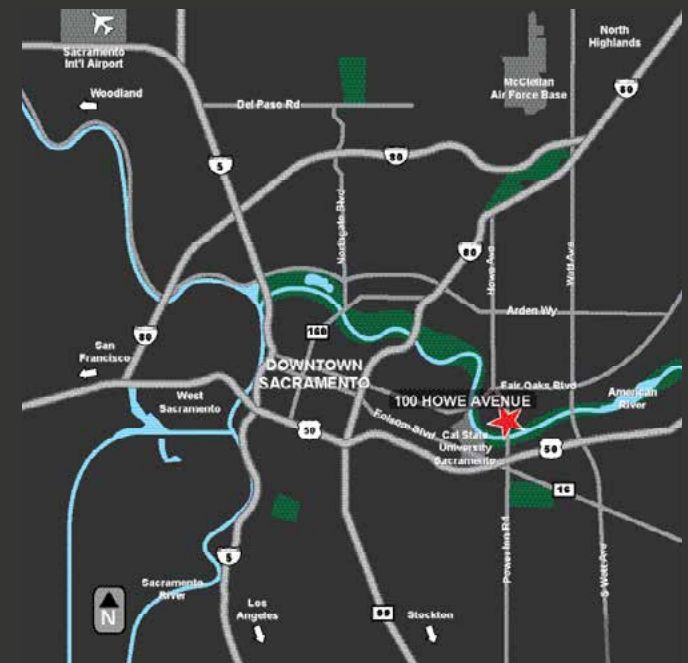 North
Highlands
Sacramento
Int'l Airport
McClellan
Air Force Base
Woodland
80
Del Paso Rd
5
80
Northgate Blvd
Howe Ave
Watt Ave
80
Arden Wy
160
80
San
Francisco
DOWNTOWN
SACRAMENTO
Fair Oaks Blvd
American
River
100 HOWE AVENUE
West
Sacramento
Folsom Blvd
50
Cal State
University
Sacramento
50
16
Power Inn Rd
S Watt Ave
5
Sacramento
River
N
Los
Angeles
99
Stockton